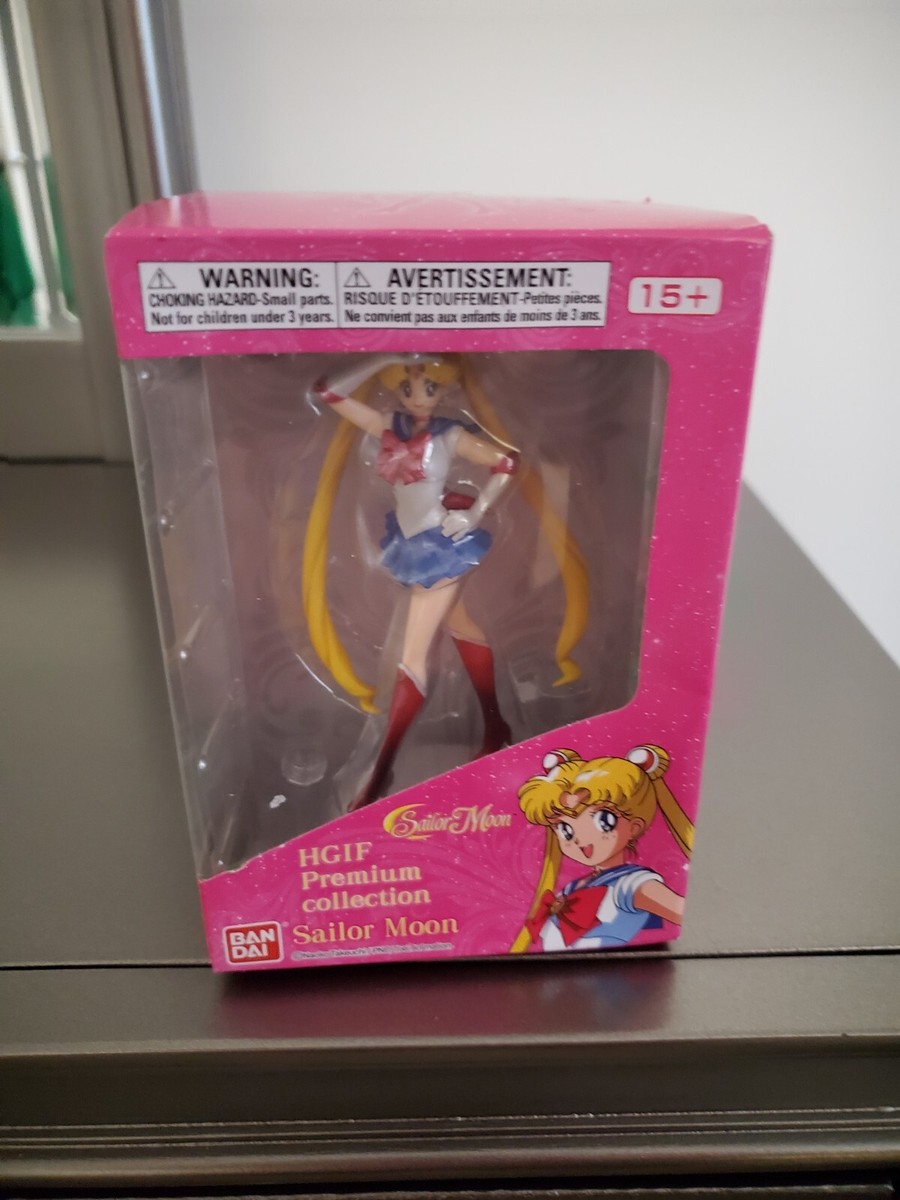 WARNING:
CHOKING HAZARD-Small parts.
Not for children under 3 years.
AVERTISSEMENT:
RISQUE D'ETOUFFEMENT-Petites pièces.
Ne convient pas aux enfants de moins de 3 ans.
15+
Sailor Moon
HGIF
Premium
collection
Sailor Moon
BAN
DAI